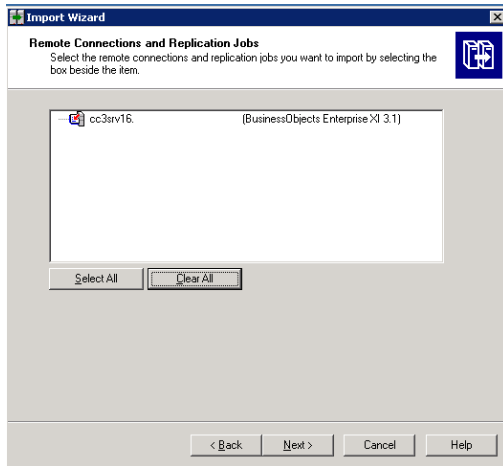 Import Wizard
Remote Connections and Replication Jobs
Select the remote connections and replication jobs you want to import by selecting the
box beside the item.
cc3srv16. (BusinessObjects Enterprise XI 3.1)
Select All Clear All
< Back Next > Cancel Help